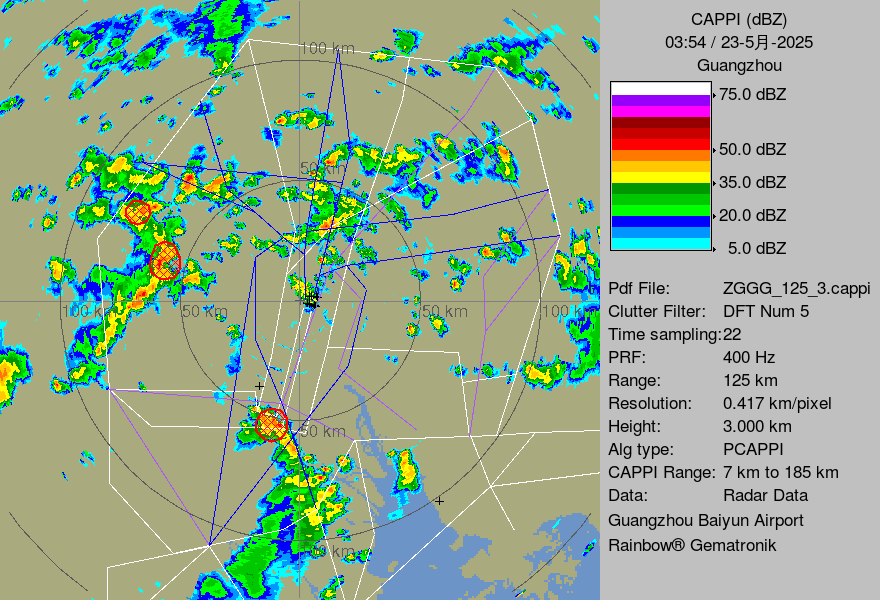 CAPPI (dBZ)
03:54 / 23-5月-2025
Guangzhou
75.0 dBZ
50.0 dBZ
35.0 dBZ
20.0 dBZ
5.0 dBZ
Pdf File: ZGGG_125_3.cappi
Clutter Filter: DFT Num 5
Time sampling: 22
PRF: 400 Hz
Range: 125 km
Resolution: 0.417 km/pixel
Height: 3.000 km
Alg type: PCAPPI
CAPPI Range: 7 km to 185 km
Data: Radar Data
Guangzhou Baiyun Airport
Rainbow® Gematronik
100 km
50 km
100 km
50 km
50 km
100 k
50 km
100 km